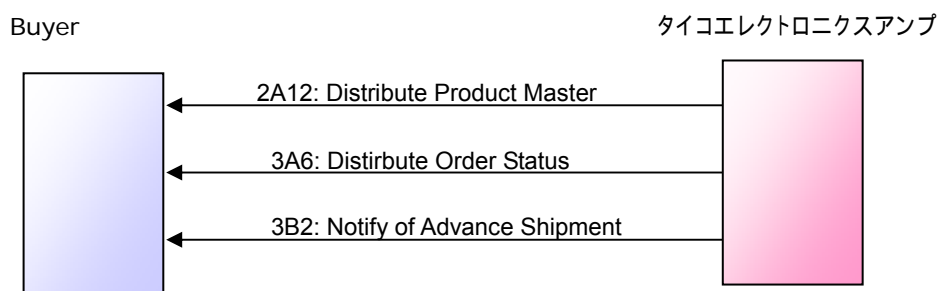 Buyer
タイコエレクトロニクスアンプ
2A12: Distribute Product Master
3A6: Distirbute Order Status
3B2: Notify of Advance Shipment